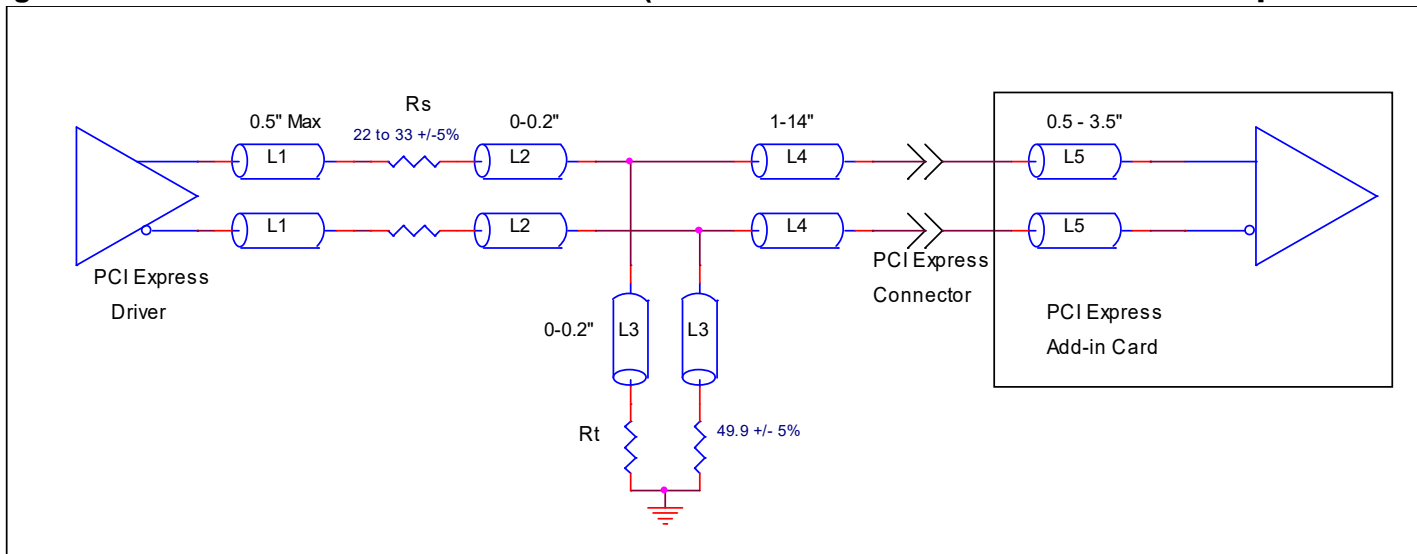 Rs
0.5" Max
22 to 33 +/-5%
0-0.2"
1-14"
0.5 - 3.5"
L1
L2
L4
L5
L1
L2
L4
L5
PCI Express
Driver
PCI Express
Connector
0-0.2"
L3
L3
PCI Express
Add-in Card
Rt
49.9 +/- 5%